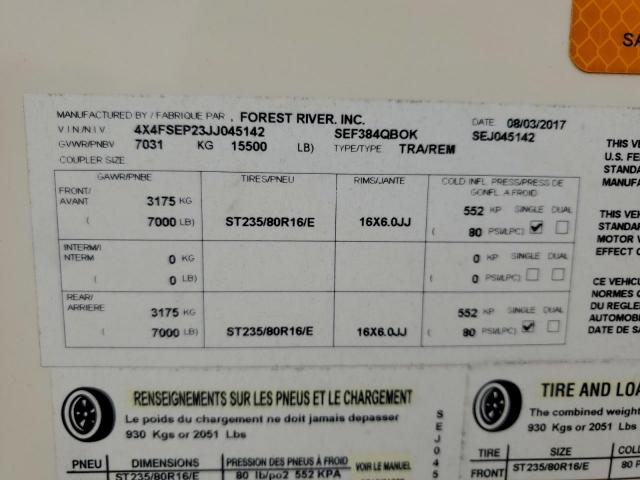 SA
MANUFACTURED BY / FABRIQUE PAR . FOREST RIVER. INC. DATE 08/03/2017
V I N / N I V 4X4FSEP23JJ045142 SEF384QBOK SEJ045142
GVWR/PNBV 7031 KG 15500 LB) TYPE/TYPE TRA/REM
COUPLER SIZE
GAWR/PNBE TIRES/PNEU RIMS/JANTE COLD INFL. PRESS/PRESS DE GONFL. A FROID
FRONT/ AVANT 3175 KG 552 KP SINGLE DUAL
( 7000 LB) ST235/80R16/E 16X6.0JJ ( 80 PSI/LPC)
INTERM/I NTERM 0 KG 0 KP SINGLE DUAL
( 0 LB) ( 0 PSI/LPC)
REAR/ ARRIERE 3175 KG 552 KP SINGLE DUAL
( 7000 LB) ST235/80R16/E 16X6.0JJ ( 80 PSI/LPC)
THIS VE
U.S. FE
STANDA
MANUFA
THIS VE
STANDAR
MOTOR V
EFFECT O
CE VEHICU
NORMES C
DU REGLE
AUTOMOBI
DATE DE SA
RENSEIGNEMENTS SUR LES PNEUS ET LE CHARGEMENT
Le poids du chargement ne doit jamais depasser
930 Kgs or 2051 Lbs
PNEU DIMENSIONS PRESSION DES PNEUS À FROID VOIR LE MANUEL
ST235/80R16/E 80 lb/po2 552 KPA
S E J 0 4 5
TIRE AND LOA
The combined weight
930 Kgs or 2051 Lbs
TIRE SIZE COLD
FRONT ST235/80R16/E 80 P